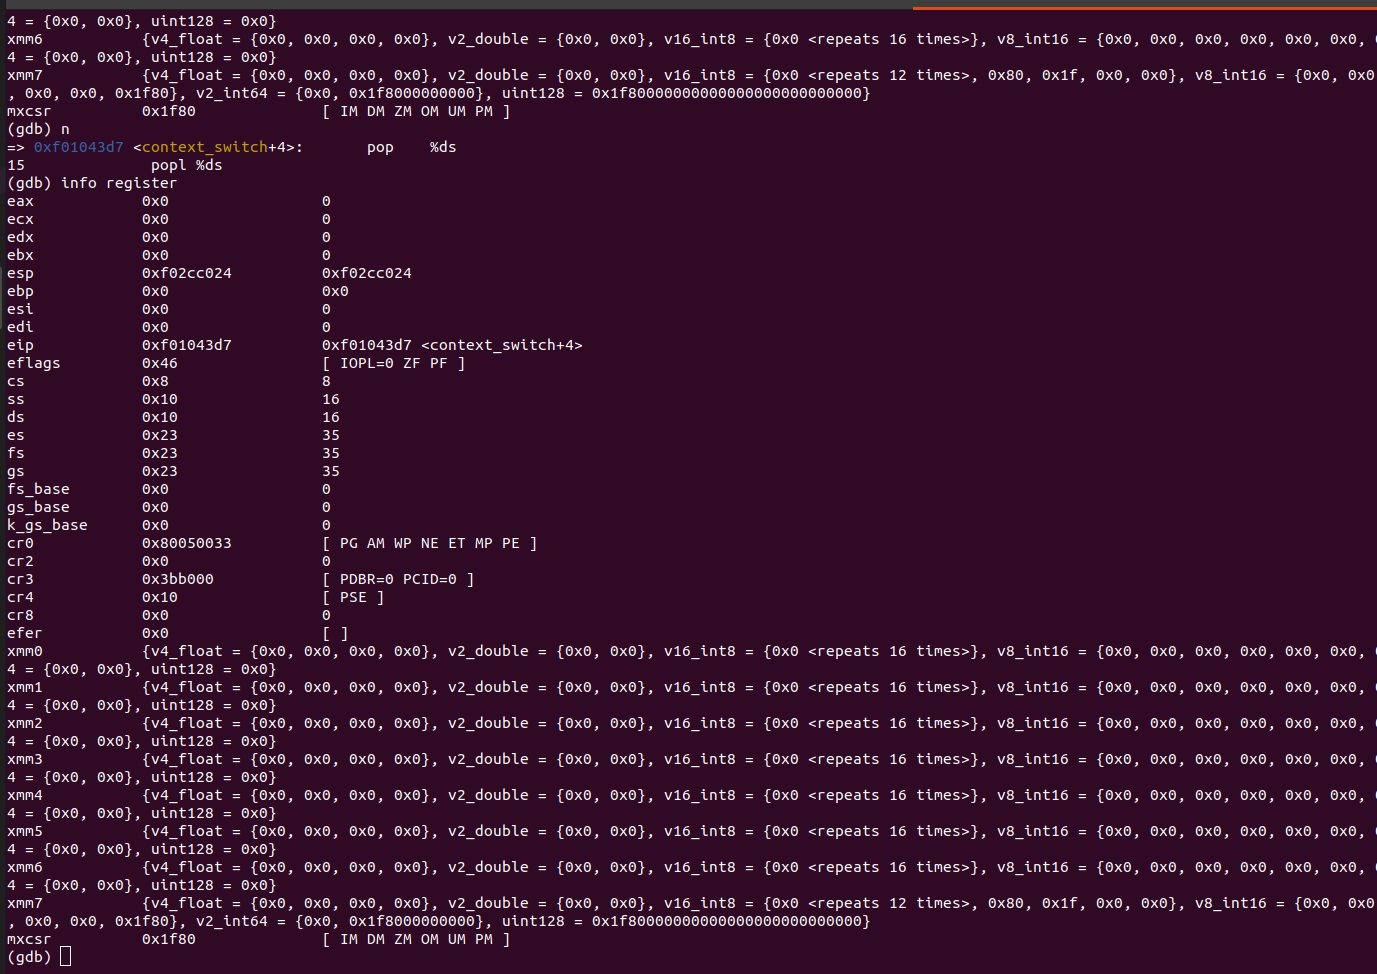 4 = {0x0, 0x0}, uint128 = 0x0}
xmm6           {v4_float = {0x0, 0x0, 0x0, 0x0}, v2_double = {0x0, 0x0}, v16_int8 = {0x0 <repeats 16 times>}, v8_int16 = {0x0, 0x0, 0x0, 0x0, 0x0, 0x0,
4 = {0x0, 0x0}, uint128 = 0x0}
xmm7           {v4_float = {0x0, 0x0, 0x0, 0x0}, v2_double = {0x0, 0x0}, v16_int8 = {0x0 <repeats 12 times>, 0x80, 0x1f, 0x0, 0x0}, v8_int16 = {0x0, 0x0
, 0x0, 0x0, 0x1f80}, v2_int64 = {0x0, 0x1f8000000000}, uint128 = 0x1f80000000000000000000000000}
mxcsr          0x1f80              [ IM DM ZM OM UM PM ]
(gdb) n
=> 0xf01043d7 <context_switch+4>:       pop    %ds
15              popl %ds
(gdb) info register
eax            0x0                 0
ecx            0x0                 0
edx            0x0                 0
ebx            0x0                 0
esp            0xf02cc024          0xf02cc024
ebp            0x0                 0x0
esi            0x0                 0
edi            0x0                 0
eip            0xf01043d7          0xf01043d7 <context_switch+4>
eflags         0x46                [ IOPL=0 ZF PF ]
cs             0x8                 8
ss             0x10                16
ds             0x10                16
es             0x23                35
fs             0x23                35
gs             0x23                35
fs_base        0x0                 0
gs_base        0x0                 0
k_gs_base      0x0                 0
cr0            0x80050033          [ PG AM WP NE ET MP PE ]
cr2            0x0                 0
cr3            0x3bb000            [ PDBR=0 PCID=0 ]
cr4            0x10                [ PSE ]
cr8            0x0                 0
efer           0x0                 [ ]
xmm0           {v4_float = {0x0, 0x0, 0x0, 0x0}, v2_double = {0x0, 0x0}, v16_int8 = {0x0 <repeats 16 times>}, v8_int16 = {0x0, 0x0, 0x0, 0x0, 0x0, 0x0,
4 = {0x0, 0x0}, uint128 = 0x0}
xmm1           {v4_float = {0x0, 0x0, 0x0, 0x0}, v2_double = {0x0, 0x0}, v16_int8 = {0x0 <repeats 16 times>}, v8_int16 = {0x0, 0x0, 0x0, 0x0, 0x0, 0x0,
4 = {0x0, 0x0}, uint128 = 0x0}
xmm2           {v4_float = {0x0, 0x0, 0x0, 0x0}, v2_double = {0x0, 0x0}, v16_int8 = {0x0 <repeats 16 times>}, v8_int16 = {0x0, 0x0, 0x0, 0x0, 0x0, 0x0,
4 = {0x0, 0x0}, uint128 = 0x0}
xmm3           {v4_float = {0x0, 0x0, 0x0, 0x0}, v2_double = {0x0, 0x0}, v16_int8 = {0x0 <repeats 16 times>}, v8_int16 = {0x0, 0x0, 0x0, 0x0, 0x0, 0x0,
4 = {0x0, 0x0}, uint128 = 0x0}
xmm4           {v4_float = {0x0, 0x0, 0x0, 0x0}, v2_double = {0x0, 0x0}, v16_int8 = {0x0 <repeats 16 times>}, v8_int16 = {0x0, 0x0, 0x0, 0x0, 0x0, 0x0,
4 = {0x0, 0x0}, uint128 = 0x0}
xmm5           {v4_float = {0x0, 0x0, 0x0, 0x0}, v2_double = {0x0, 0x0}, v16_int8 = {0x0 <repeats 16 times>}, v8_int16 = {0x0, 0x0, 0x0, 0x0, 0x0, 0x0,
4 = {0x0, 0x0}, uint128 = 0x0}
xmm6           {v4_float = {0x0, 0x0, 0x0, 0x0}, v2_double = {0x0, 0x0}, v16_int8 = {0x0 <repeats 16 times>}, v8_int16 = {0x0, 0x0, 0x0, 0x0, 0x0, 0x0,
4 = {0x0, 0x0}, uint128 = 0x0}
xmm7           {v4_float = {0x0, 0x0, 0x0, 0x0}, v2_double = {0x0, 0x0}, v16_int8 = {0x0 <repeats 12 times>, 0x80, 0x1f, 0x0, 0x0}, v8_int16 = {0x0, 0x0
, 0x0, 0x0, 0x1f80}, v2_int64 = {0x0, 0x1f8000000000}, uint128 = 0x1f80000000000000000000000000}
mxcsr          0x1f80              [ IM DM ZM OM UM PM ]
(gdb)